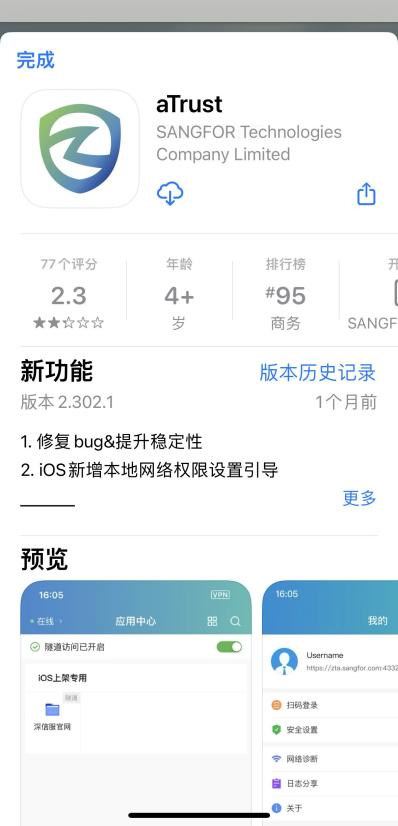 完成
aTrust
SANGFOR Technologies
Company Limited
77个评分
年龄
排行榜
2.3
4+
#95
岁
商务
SANGF
新功能
版本历史记录
版本 2.302.1
1个月前
1. 修复 bug&提升稳定性
2. iOS新增本地网络权限设置引导
更多
预览
16:05
VPN
在线
应用中心
隧道访问已开启
iOS上架专用
隧道
深信服官网
16:05
我的
Username
https://zta.sangfor.com:4332
扫码登录
安全设置
网络诊断
日志分享
关于